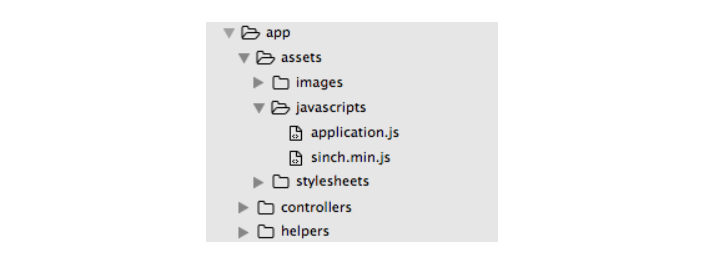 app
assets
images
javascripts
application.js
sinch.min.js
stylesheets
controllers
helpers